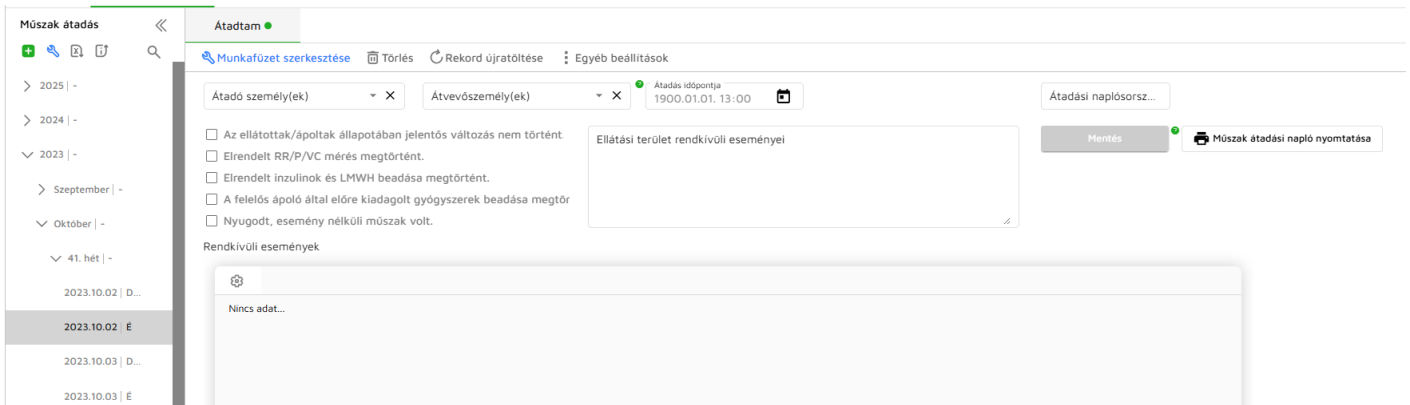 Műszak átadás
2025 | -
2024 | -
2023 | -
Szeptember | -
Október | -
41. hét | -
2023.10.02 | D...
2023.10.02 | É
2023.10.03 | D...
2023.10.03 | É
Átadtam
Munkafüzet szerkesztése Törlés Rekord újratöltése Egyéb beállítások
Átadó személy(ek) Átvevőszemély(ek) Átadás időpontja 1900.01.01. 13:00 Átadási naplósorsz...
Az ellátottak/ápoltak állapotában jelentős változás nem történt
Elrendelt RR/P/VC mérés megtörtént.
Elrendelt inzulinok és LMWH beadása megtörtént.
A felelős ápoló által előre kiadagolt gyógyszerek beadása megtör
Nyugodt, esemény nélküli műszak volt.
Ellátási terület rendkívüli eseményei
Mentés Műszak átadási napló nyomtatása
Rendkívüli események
Nincs adat...